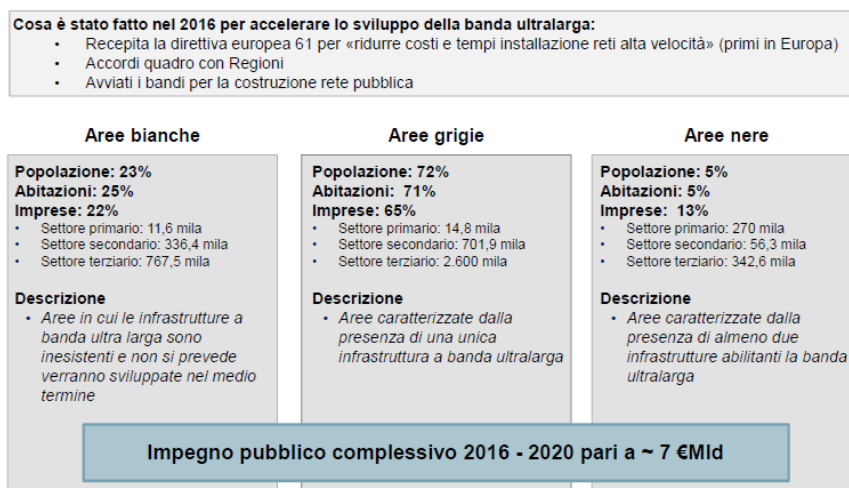 Cosa è stato fatto nel 2016 per accelerare lo sviluppo della banda ultralarga:
• Recepita la direttiva europea 61 per «ridurre costi e tempi installazione reti alta velocità» (primi in Europa)
• Accordi quadro con Regioni
• Avviati i bandi per la costruzione rete pubblica
Aree bianche
Popolazione: 23%
Abitazioni: 25%
Imprese: 22%
• Settore primario: 11,6 mila
• Settore secondario: 336,4 mila
• Settore terziario: 767,5 mila
Descrizione
• Aree in cui le infrastrutture a
banda ultra larga sono
inesistenti e non si prevede
verranno sviluppate nel medio
termine
Aree grigie
Popolazione: 72%
Abitazioni: 71%
Imprese: 65%
• Settore primario: 14,8 mila
• Settore secondario: 701,9 mila
• Settore terziario: 2.600 mila
Descrizione
• Aree caratterizzate dalla
presenza di una unica
infrastruttura a banda ultralarga
Aree nere
Popolazione: 5%
Abitazioni: 5%
Imprese: 13%
• Settore primario: 270 mila
• Settore secondario: 56,3 mila
• Settore terziario: 342,6 mila
Descrizione
• Aree caratterizzate dalla
presenza di almeno due
infrastrutture abilitanti la banda
ultralarga
Impegno pubblico complessivo 2016 - 2020 pari a ~ 7 €Mld